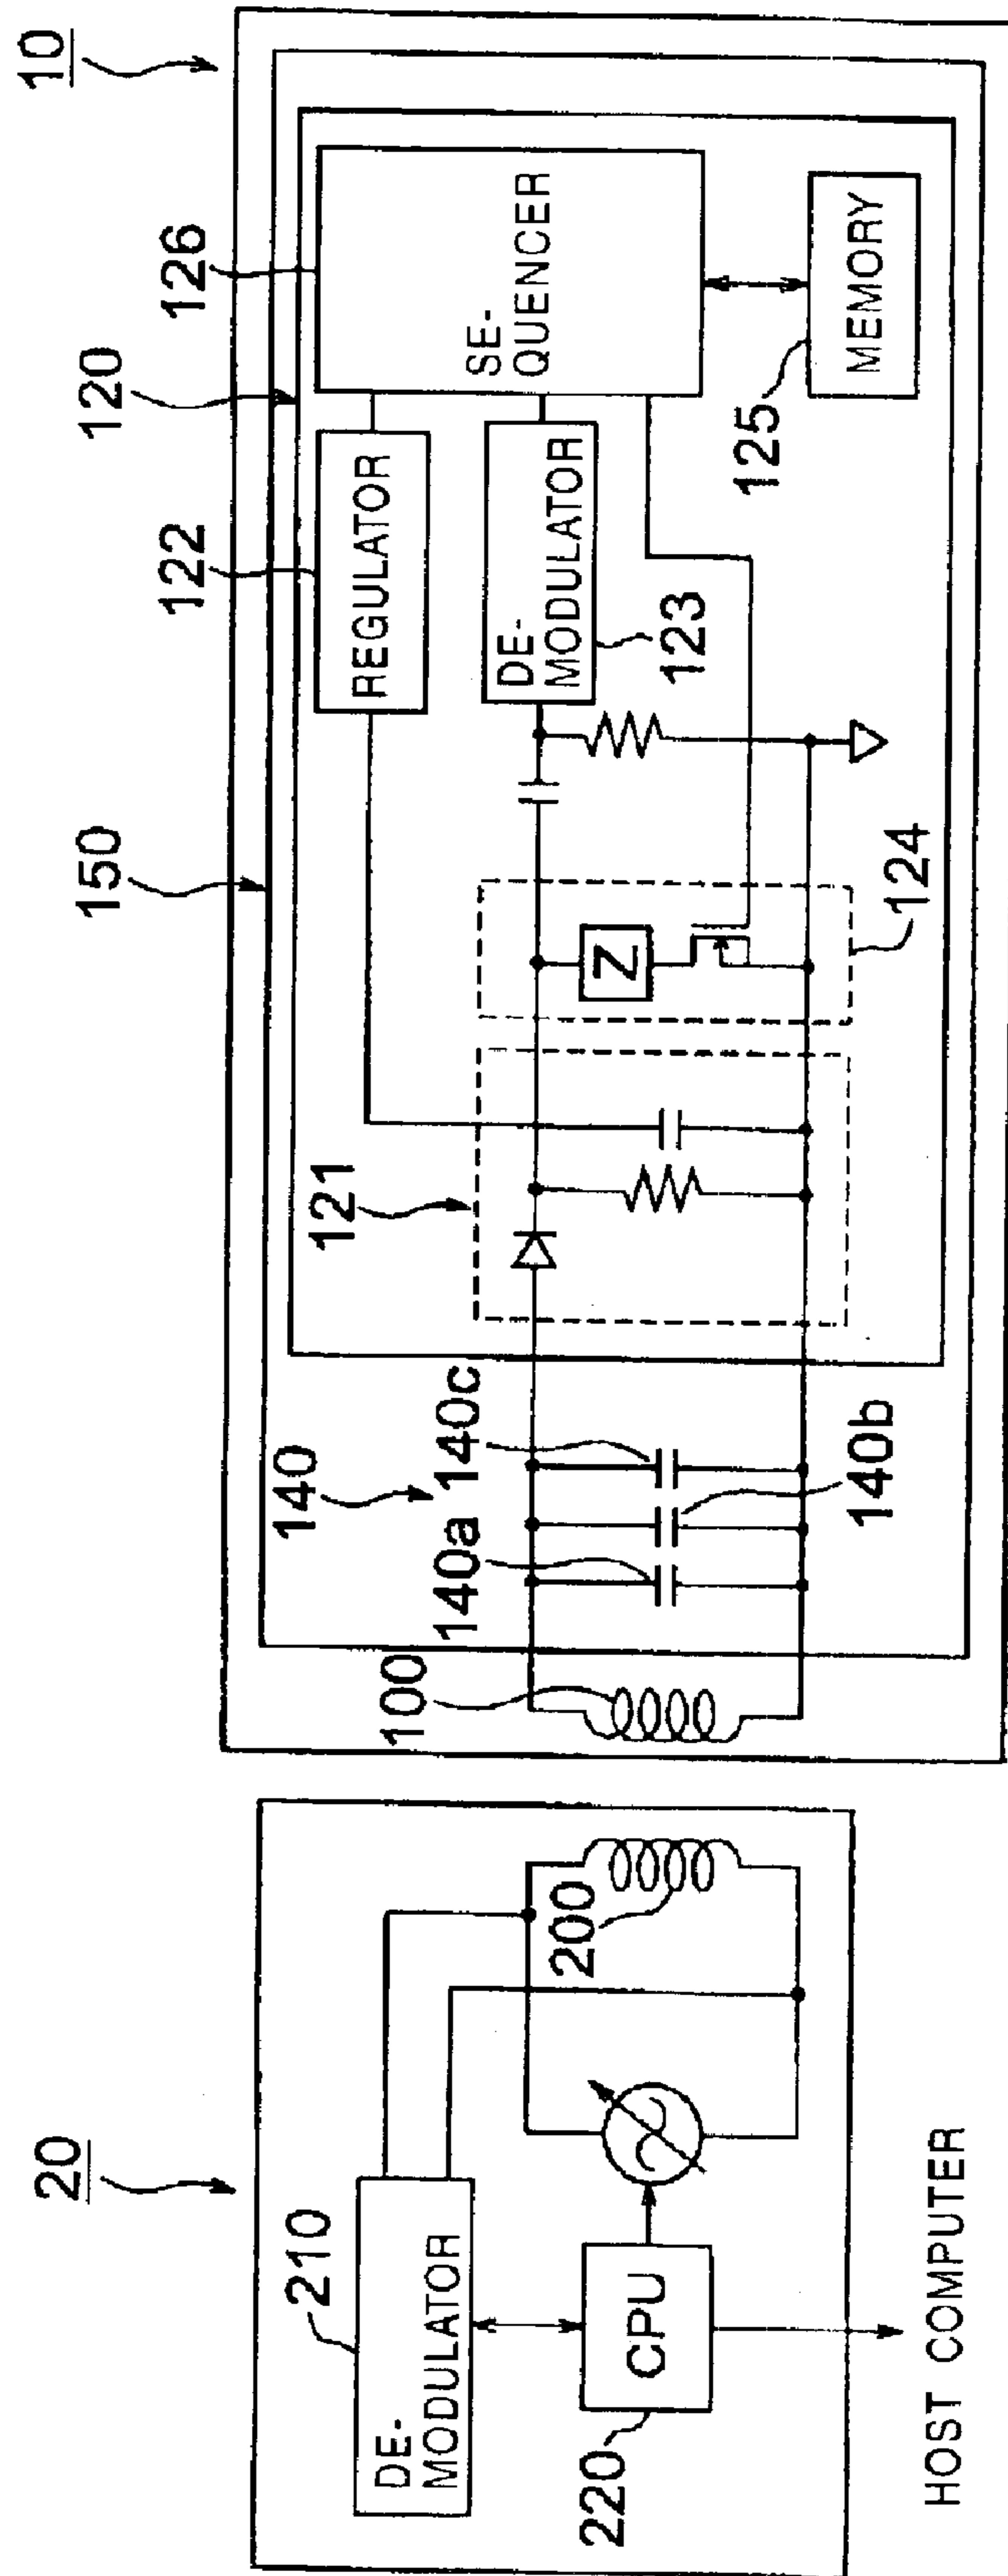 20
210
DE-
MODULATOR
CPU
220
200
HOST COMPUTER
10
150
120
126
122
REGULATOR
SE-
QUENCER
DE-
MODULATOR
123
125
MEMORY
121
Z
124
140
140a
140c
140b
100